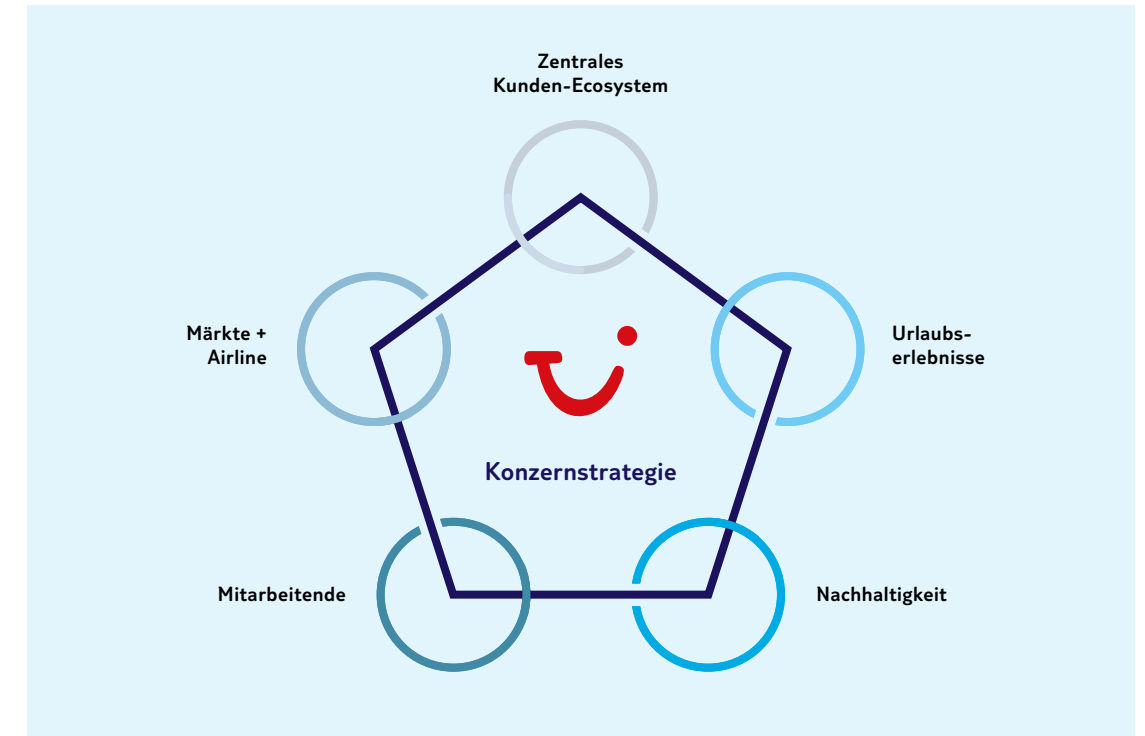 Zentrales
Kunden-Ecosystem
Märkte +
Airline
Urlaubs-
erlebnisse
Konzernstrategie
Mitarbeitende
Nachhaltigkeit